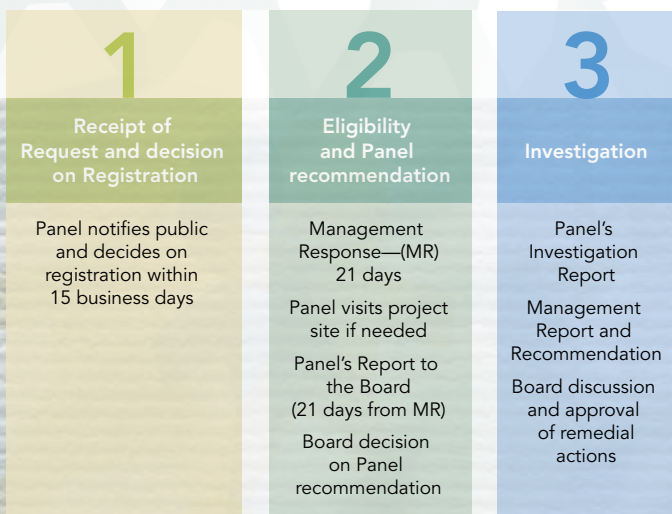 1
Receipt of
Request and decision
on Registration
Panel notifies public
and decides on
registration within
15 business days
2
Eligibility
and Panel
recommendation
Management
Response—(MR)
21 days
Panel visits project
site if needed
Panel’s Report to
the Board
(21 days from MR)
Board decision
on Panel
recommendation
3
Investigation
Panel’s
Investigation
Report
Management
Report and
Recommendation
Board discussion
and approval
of remedial
actions